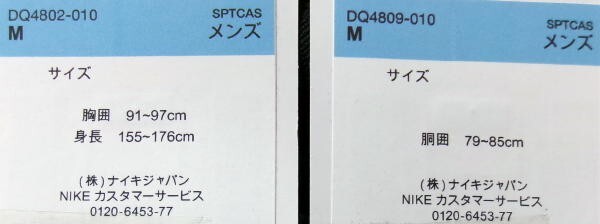 DQ4802-010 SPTCAS
M メンズ
サイズ
胸囲 91~97cm
身長 155~176cm
(株)ナイキジャパン
NIKE カスタマーサービス
0120-6453-77
DQ4809-010 SPTCAS
M メンズ
サイズ
胴囲 79~85cm
(株)ナイキジャパン
NIKE カスタマーサービス
0120-6453-77